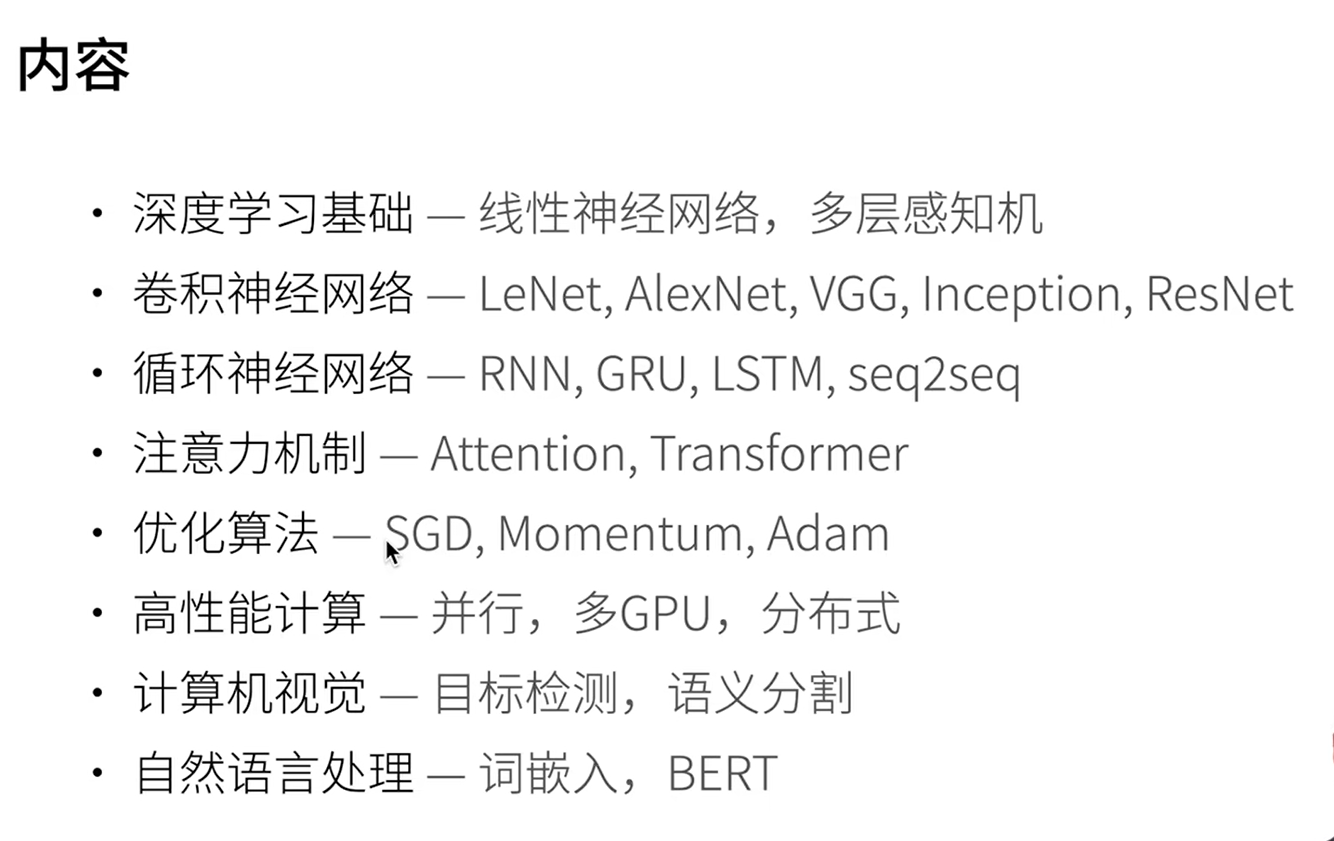 内容
• 深度学习基础 — 线性神经网络，多层感知机
• 卷积神经网络 — LeNet, AlexNet, VGG, Inception, ResNet
• 循环神经网络 — RNN, GRU, LSTM, seq2seq
• 注意力机制 — Attention, Transformer
• 优化算法 — SGD, Momentum, Adam
• 高性能计算 — 并行，多GPU，分布式
• 计算机视觉 — 目标检测，语义分割
• 自然语言处理 — 词嵌入，BERT